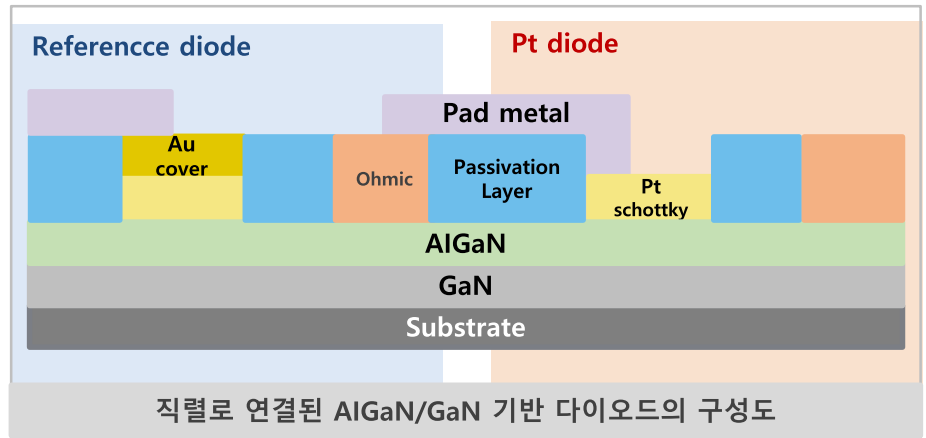 Referencce diode
Pt diode
Pad metal
Au
cover
Ohmic
Passivation
Layer
Pt
schottky
AlGaN
GaN
Substrate
직렬로 연결된 AlGaN/GaN 기반 다이오드의 구성도